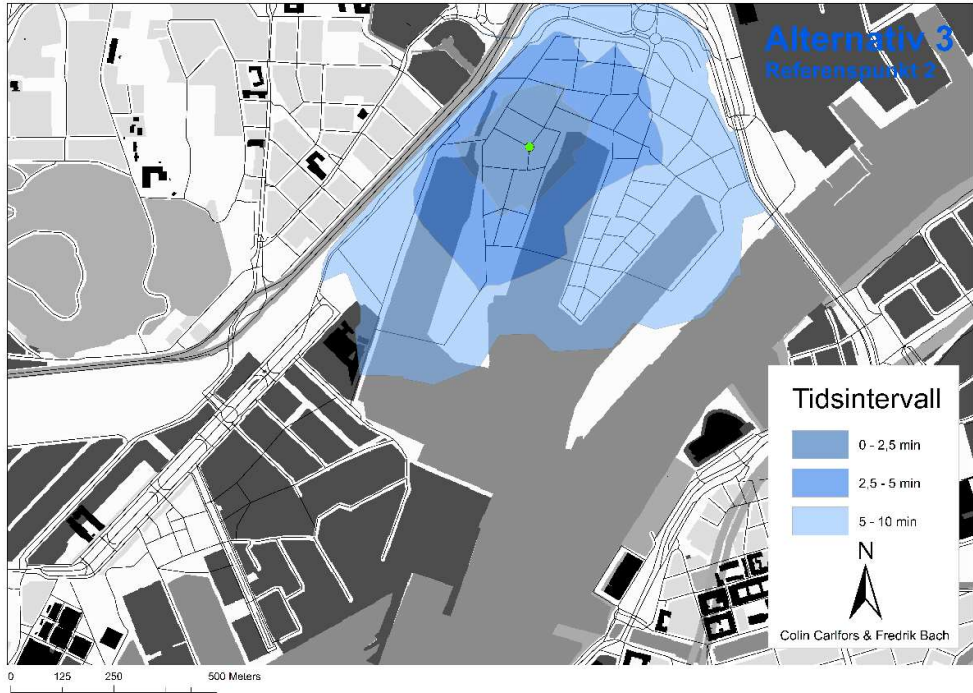 Alternativ 3
Referenspunkt 2
Tidsintervall
0 - 2,5 min
2,5 - 5 min
5 - 10 min
N
Colin Carlfors & Fredrik Bach
0 125 250 500 Meters